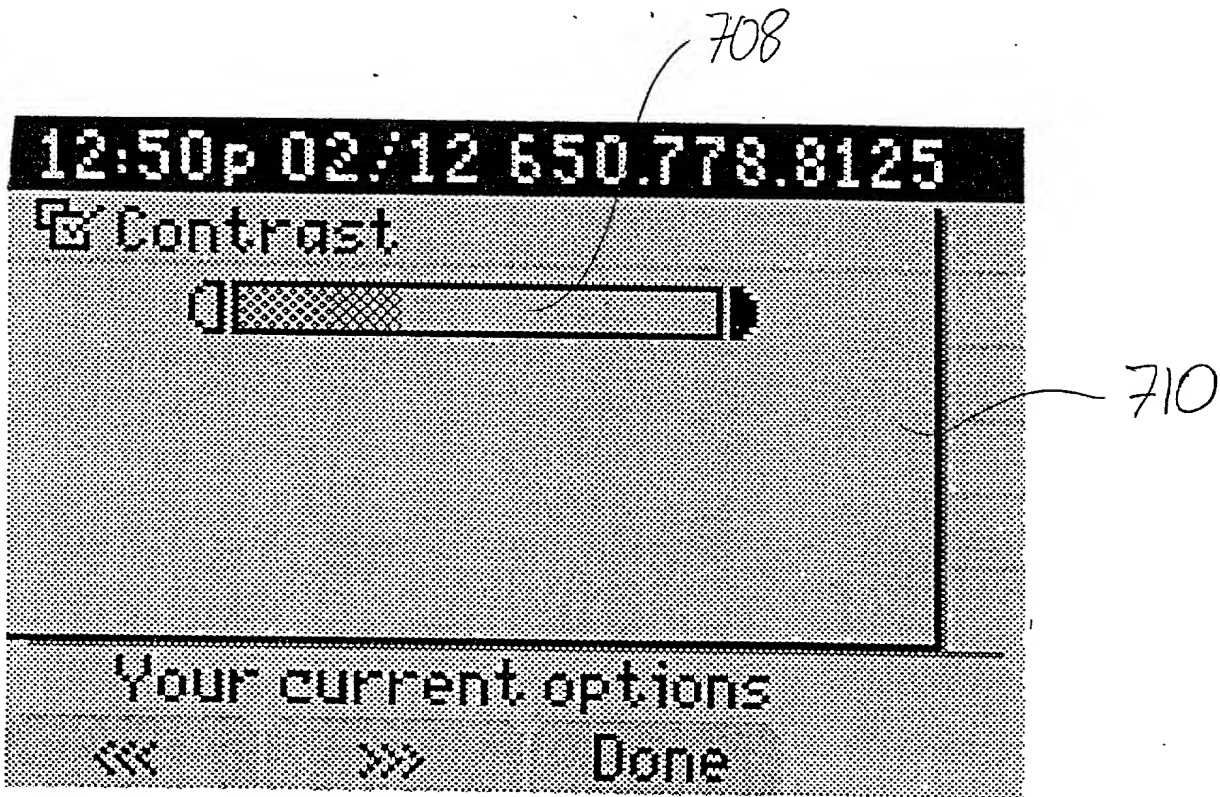 708
12:50p 02/12 650.778.8125
Contrast
710
Your current options
<<< >>> Done